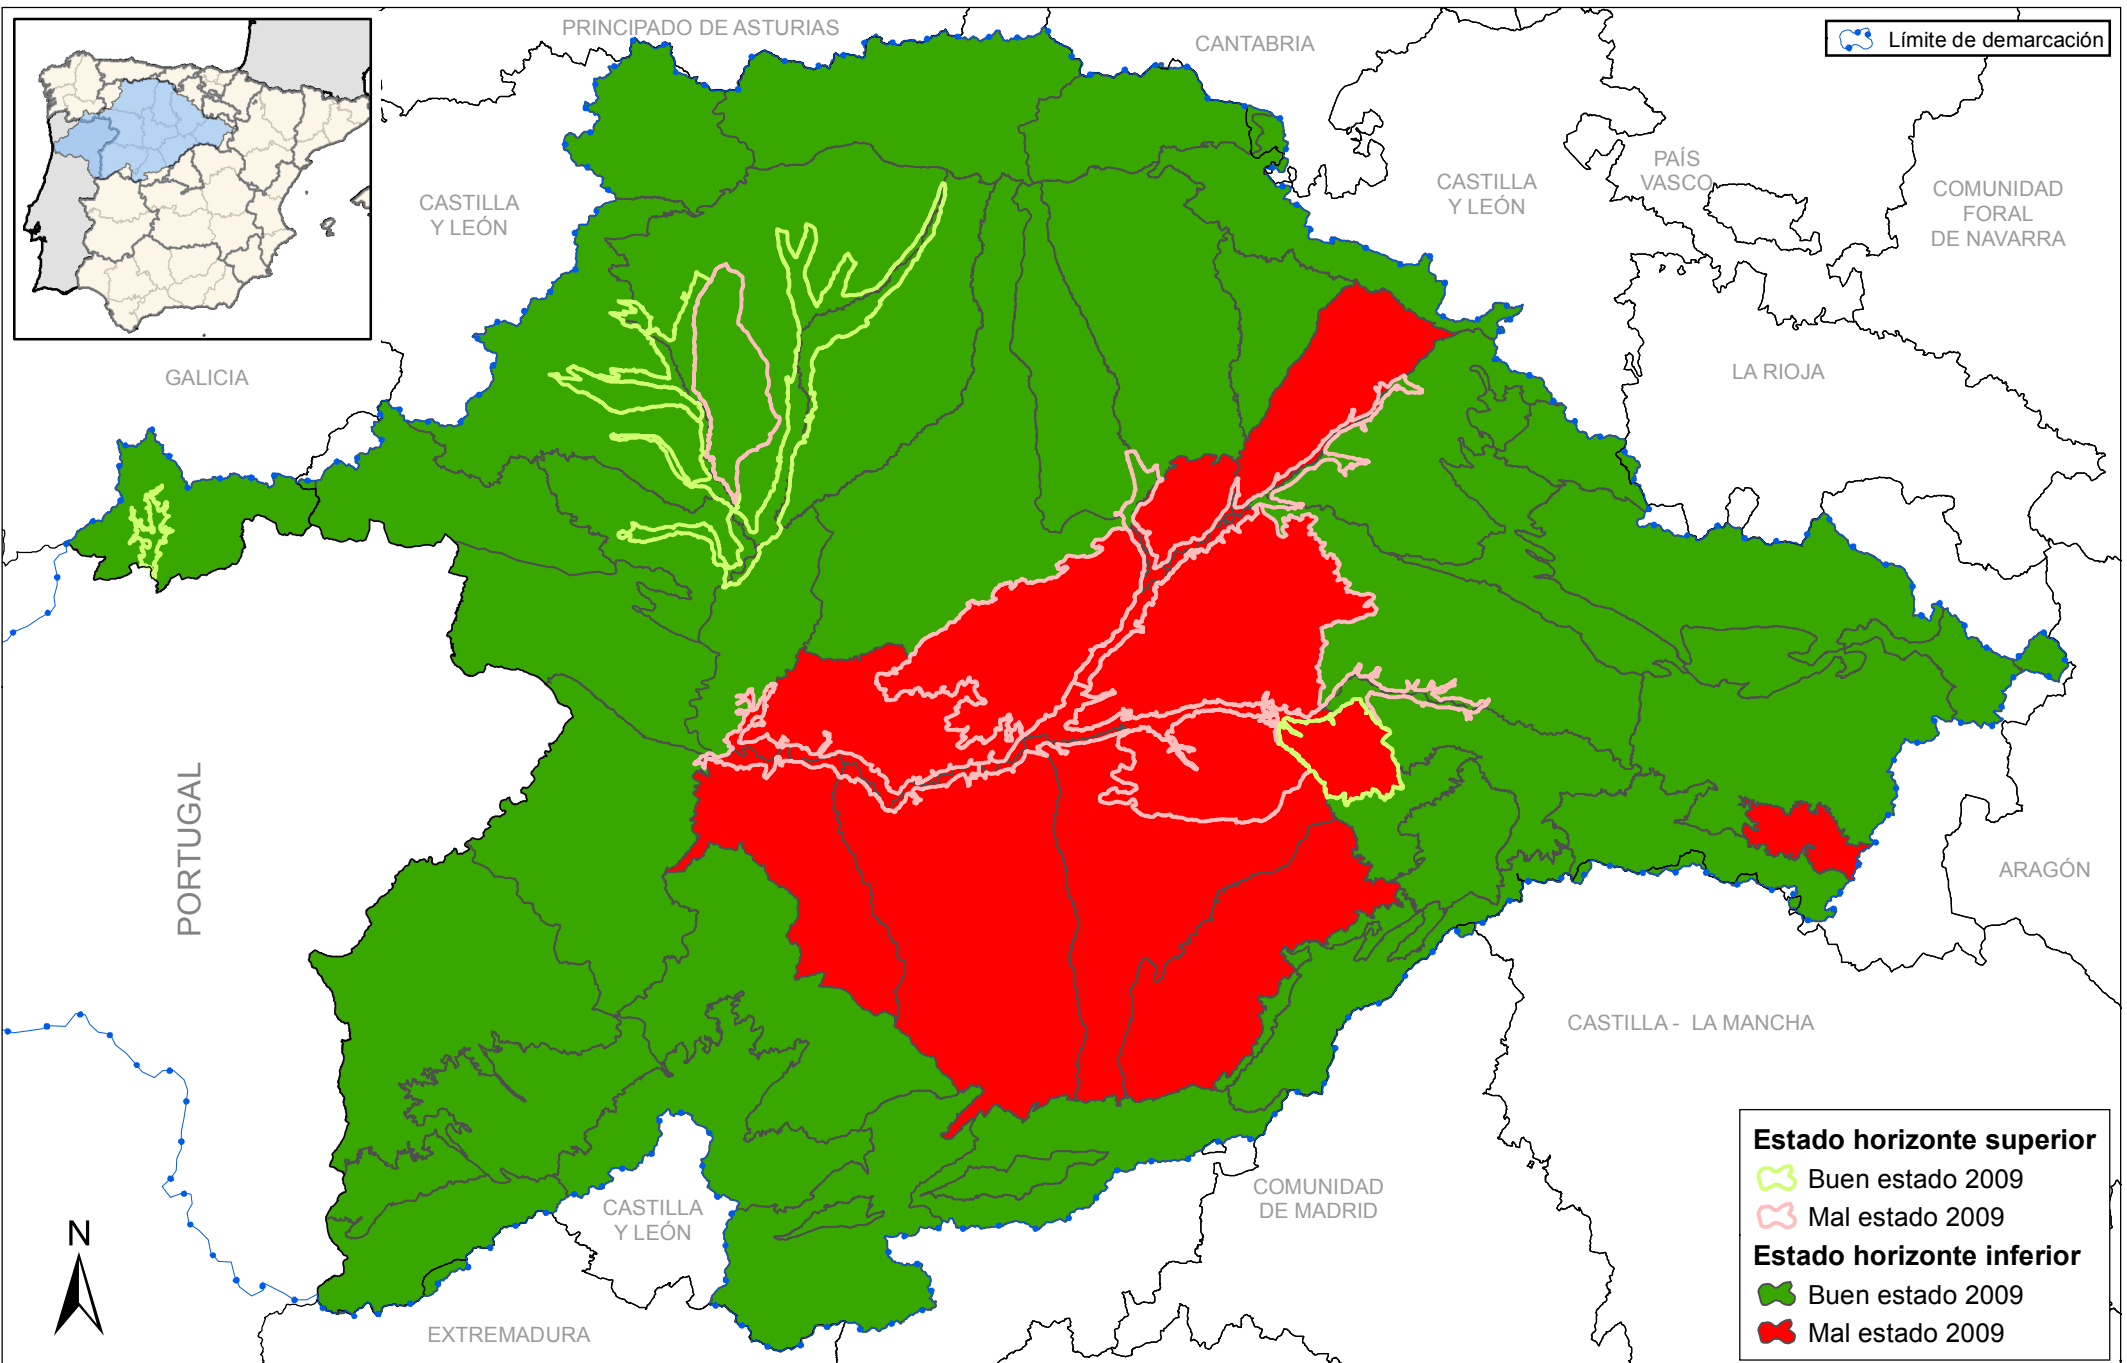 PRINCIPADO DE ASTURIAS
CANTABRIA
Límite de demarcación
CASTILLA
Y LEÓN
CASTILLA
Y LEÓN
PAÍS
VASCO
COMUNIDAD
FORAL
DE NAVARRA
GALICIA
LA RIOJA
PORTUGAL
ARAGÓN
CASTILLA - LA MANCHA
CASTILLA
Y LEÓN
COMUNIDAD
DE MADRID
EXTREMADURA
N
Estado horizonte superior
Buen estado 2009
Mal estado 2009
Estado horizonte inferior
Buen estado 2009
Mal estado 2009